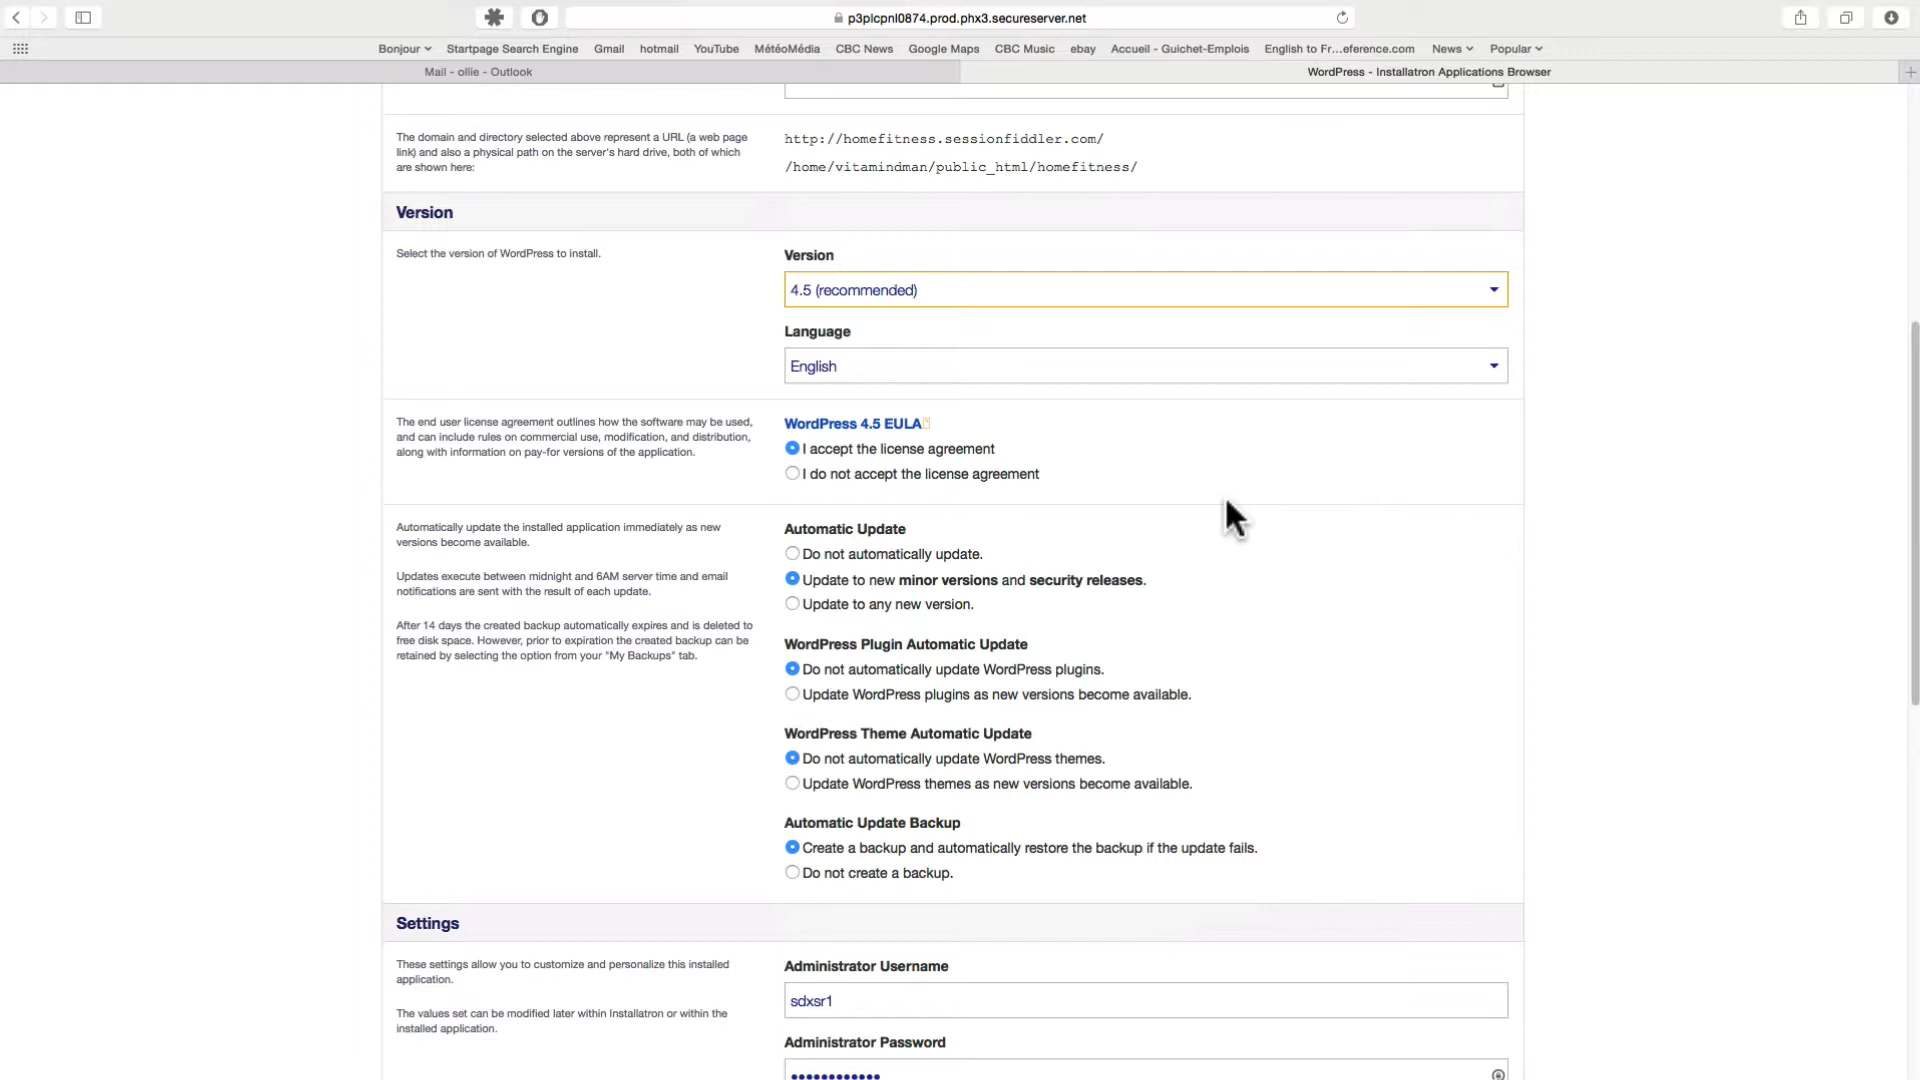 p3plcpnl0874.prod.phx3.secureserver.net
Bonjour Startpage Search Engine Gmail hotmail YouTube MétéoMédia CBC News Google Maps CBC Music ebay Accueil - Guichet-Emplois English to Fr...eference.com News Popular
Mail - ollie - Outlook WordPress - Installatron Applications Browser
The domain and directory selected above represent a URL (a web page
link) and also a physical path on the server's hard drive, both of which
are shown here:
http://homefitness.sessionfiddler.com/
/home/vitamindman/public_html/homefitness/
Version
Select the version of WordPress to install.
Version
4.5 (recommended)
Language
English
The end user license agreement outlines how the software may be used,
and can include rules on commercial use, modification, and distribution,
along with information on pay-for versions of the application.
WordPress 4.5 EULA
I accept the license agreement
I do not accept the license agreement
Automatically update the installed application immediately as new
versions become available.
Updates execute between midnight and 6AM server time and email
notifications are sent with the result of each update.
After 14 days the created backup automatically expires and is deleted to
free disk space. However, prior to expiration the created backup can be
retained by selecting the option from your "My Backups" tab.
Automatic Update
Do not automatically update.
Update to new minor versions and security releases.
Update to any new version.
WordPress Plugin Automatic Update
Do not automatically update WordPress plugins.
Update WordPress plugins as new versions become available.
WordPress Theme Automatic Update
Do not automatically update WordPress themes.
Update WordPress themes as new versions become available.
Automatic Update Backup
Create a backup and automatically restore the backup if the update fails.
Do not create a backup.
Settings
These settings allow you to customize and personalize this installed
application.
The values set can be modified later within Installatron or within the
installed application.
Administrator Username
sdxsr1
Administrator Password
••••••••••••